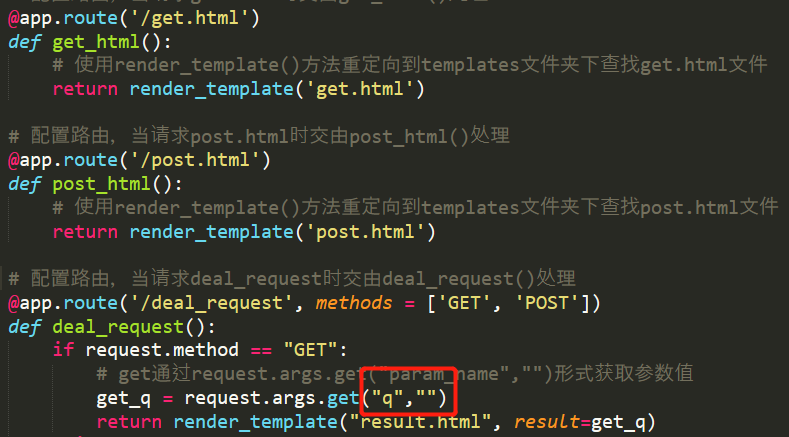 @app.route('/get.html')
def get_html():
    # 使用render_template()方法重定向到templates文件夹下查找get.html文件
    return render_template('get.html')
# 配置路由，当请求post.html时交由post_html()处理
@app.route('/post.html')
def post_html():
    # 使用render_template()方法重定向到templates文件夹下查找post.html文件
    return render_template('post.html')
# 配置路由，当请求deal_request时交由deal_request()处理
@app.route('/deal_request', methods = ['GET', 'POST'])
def deal_request():
    if request.method == "GET":
        # get通过request.args.get("param_name","")形式获取参数值
        get_q = request.args.get("q","")
        return render_template("result.html", result=get_q)